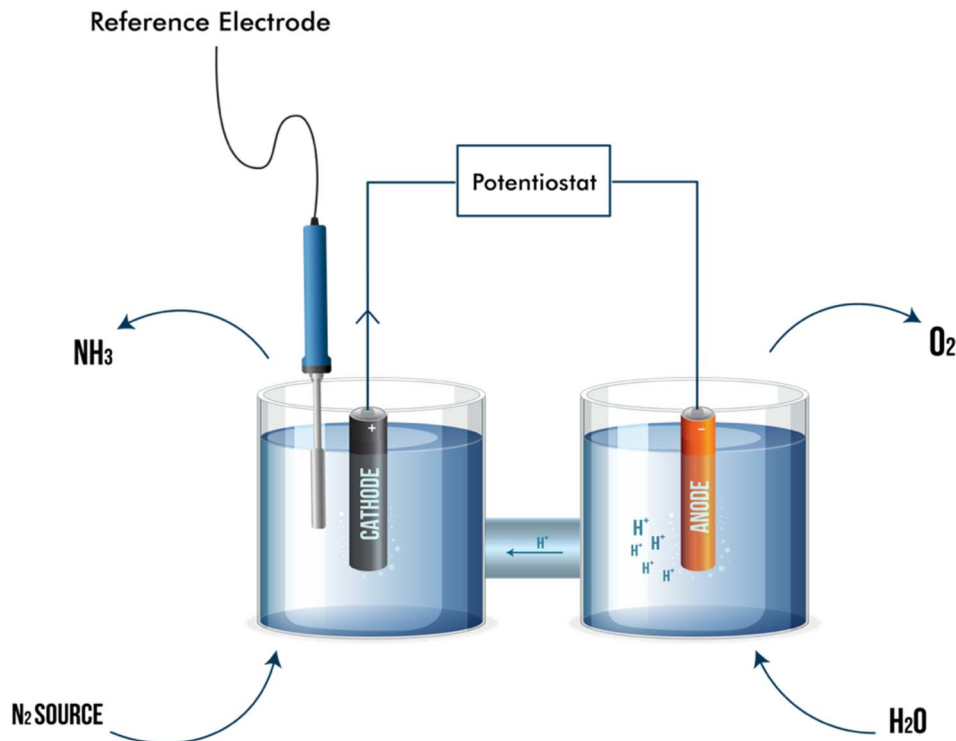 Reference Electrode
Potentiostat
NH₃
O₂
+
CATHODE
-
ANODE
H⁺
H⁺
H⁺
H⁺
H⁺
H⁺
N₂ SOURCE
H₂O